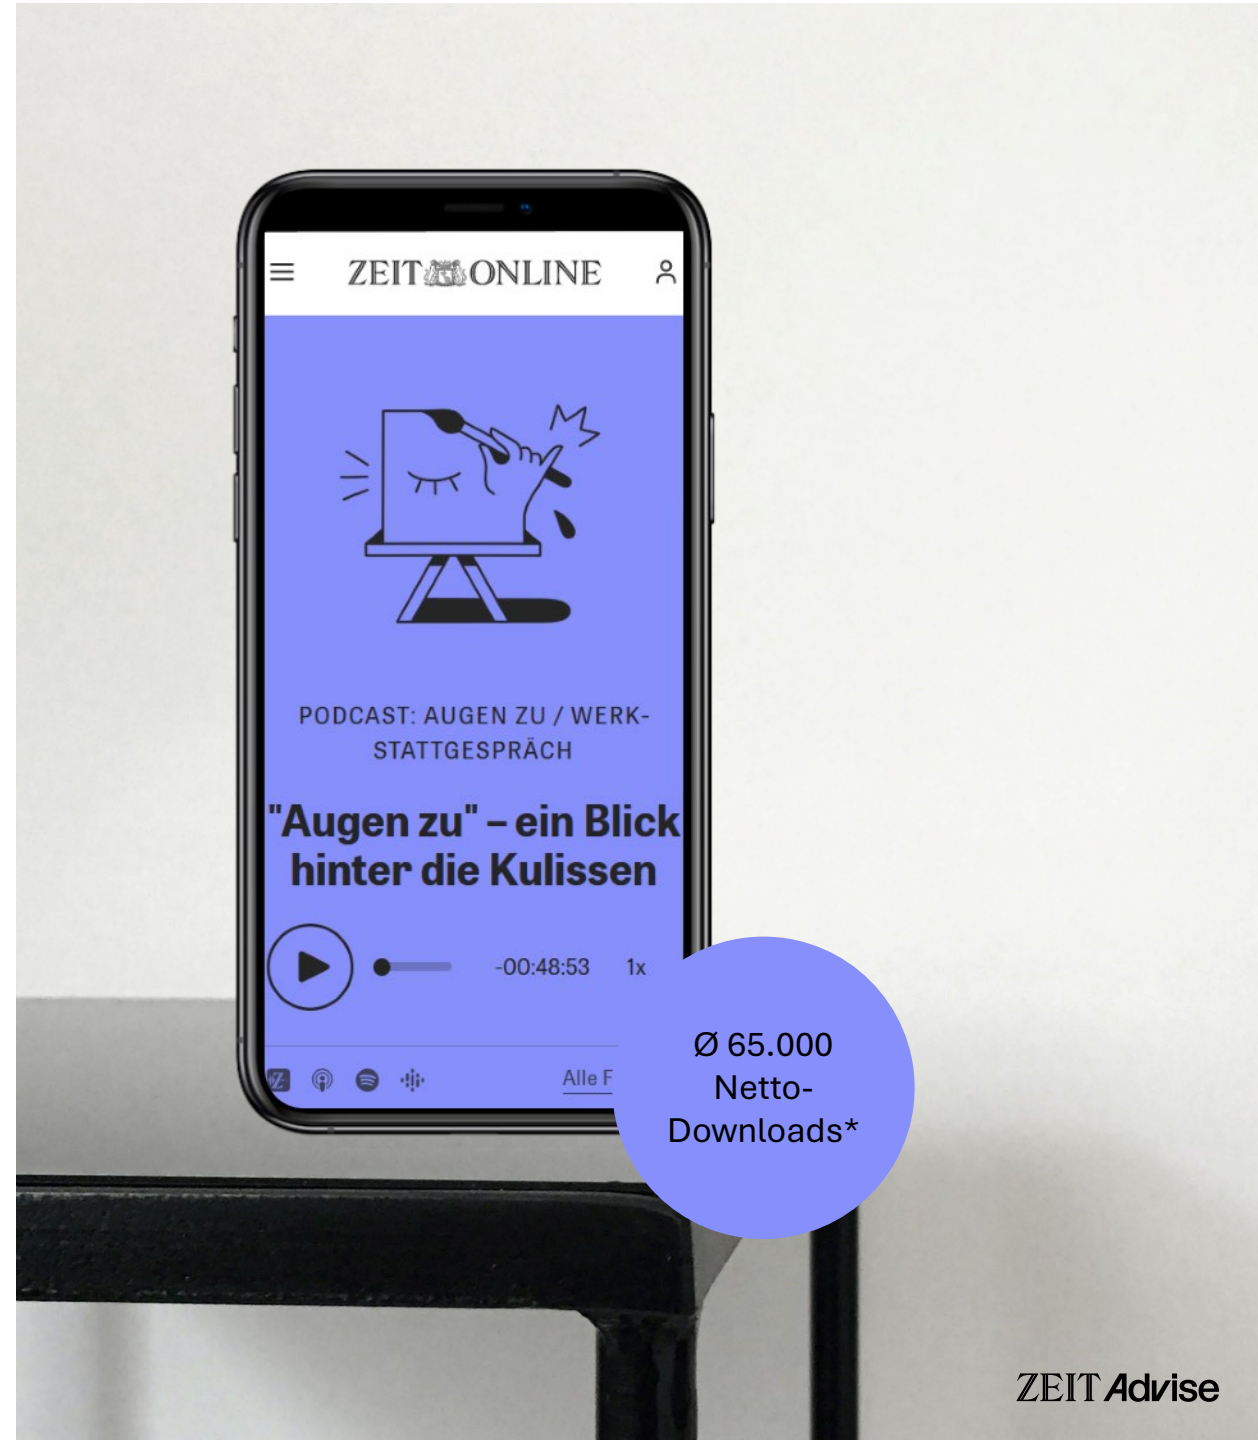 ZEIT ONLINE
PODCAST: AUGEN ZU / WERK-
STATTGESPRÄCH
"Augen zu" – ein Blick
hinter die Kulissen
-00:48:53 1x
Alle F
Ø 65.000
Netto-
Downloads*
ZEIT Advise